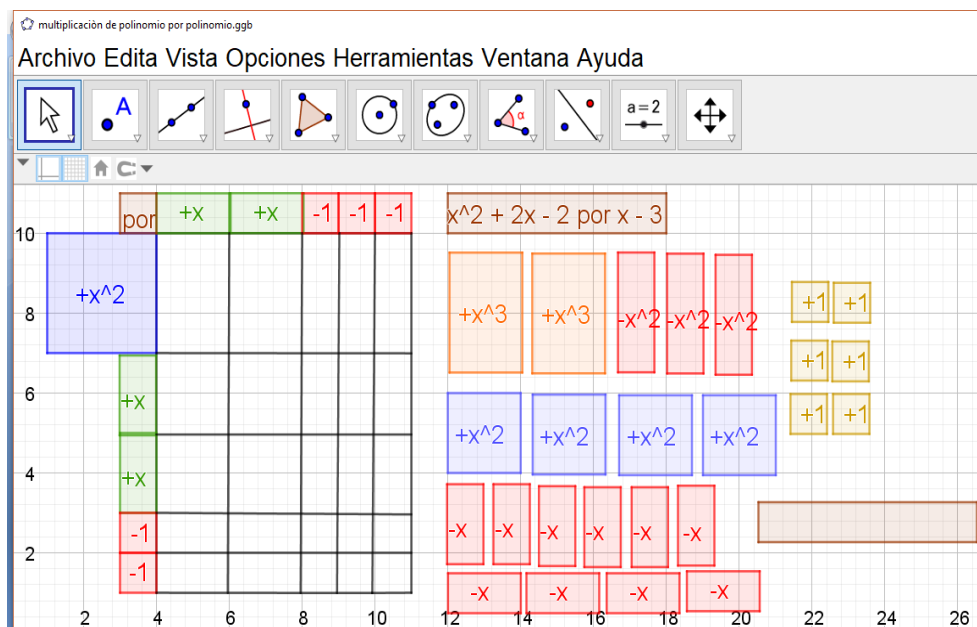 multiplicaciòn de polinomio por polinomio.ggb
Archivo Edita Vista Opciones Herramientas Ventana Ayuda
A
α
a = 2
por +x +x -1 -1 -1
x^2 + 2x - 2 por x - 3
10
+x^2
8
+x^3 +x^3 -x^2 -x^2 -x^2
+1 +1
+1 +1
6
+x
+x^2 +x^2 +x^2 +x^2
+1 +1
4
+x
-x -x -x -x -x -x
-1
2
-1
-x -x -x -x
2 4 6 8 10 12 14 16 18 20 22 24 26